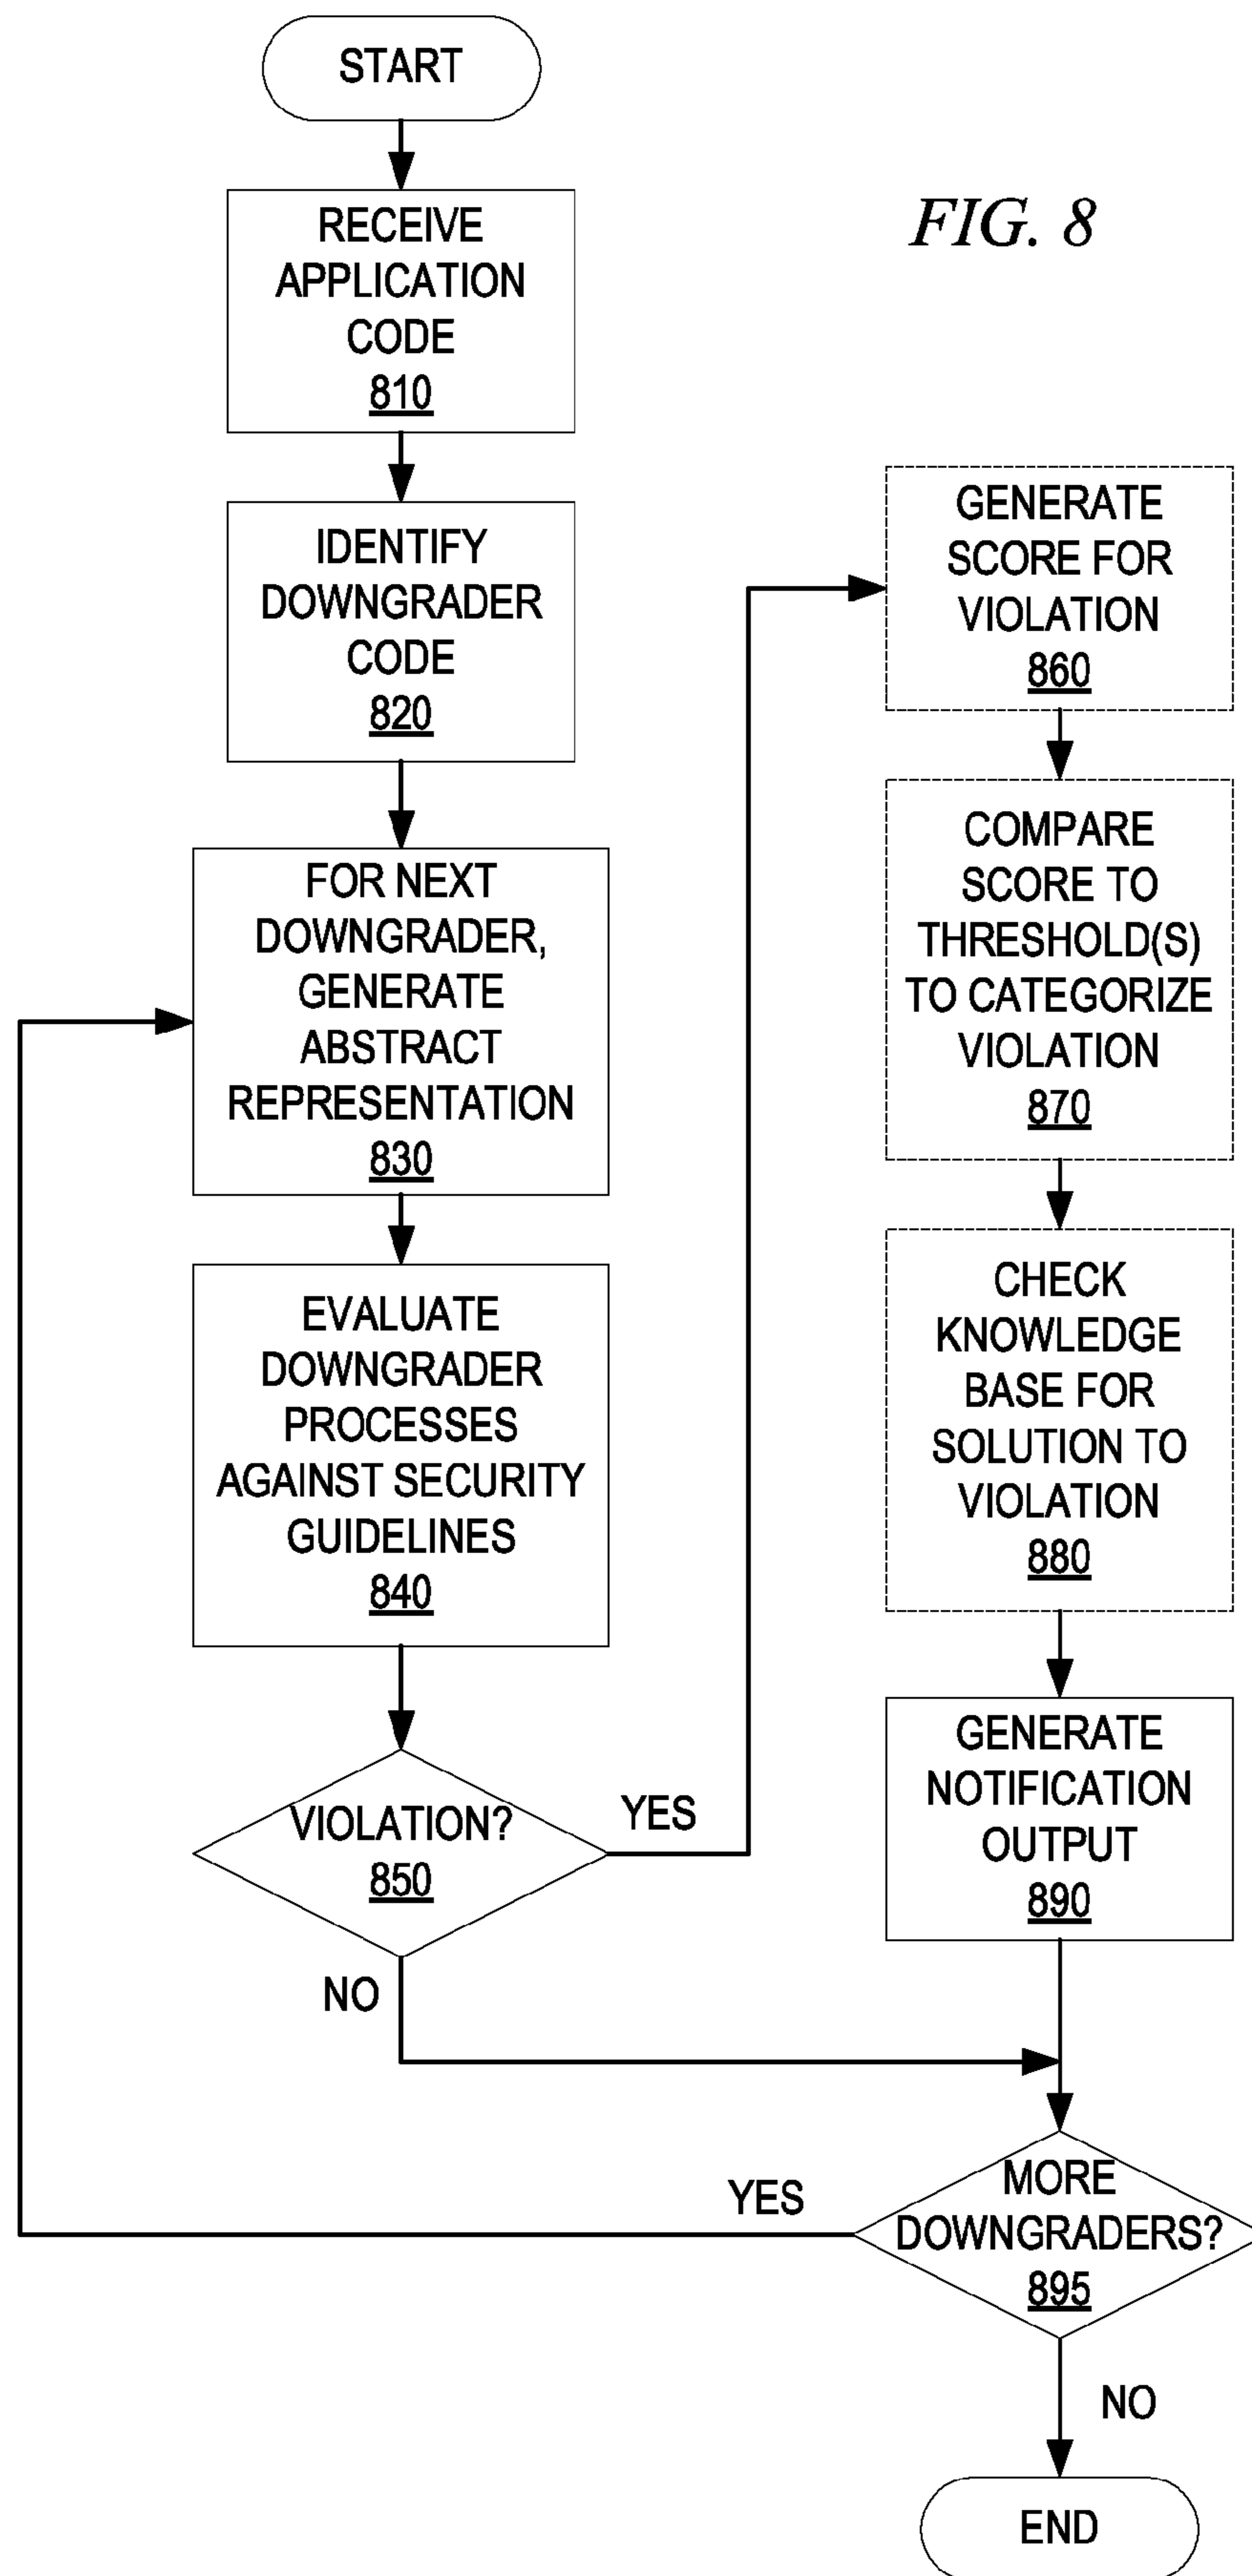 START
RECEIVE
APPLICATION
CODE
810
FIG. 8
IDENTIFY
DOWNGRADER
CODE
820
FOR NEXT
DOWNGRADER,
GENERATE
ABSTRACT
REPRESENTATION
830
EVALUATE
DOWNGRADER
PROCESSES
AGAINST SECURITY
GUIDELINES
840
VIOLATION?
850
YES
NO
GENERATE
SCORE FOR
VIOLATION
860
COMPARE
SCORE TO
THRESHOLD(S)
TO CATEGORIZE
VIOLATION
870
CHECK
KNOWLEDGE
BASE FOR
SOLUTION TO
VIOLATION
880
GENERATE
NOTIFICATION
OUTPUT
890
MORE
DOWNGRADERS?
895
YES
NO
END